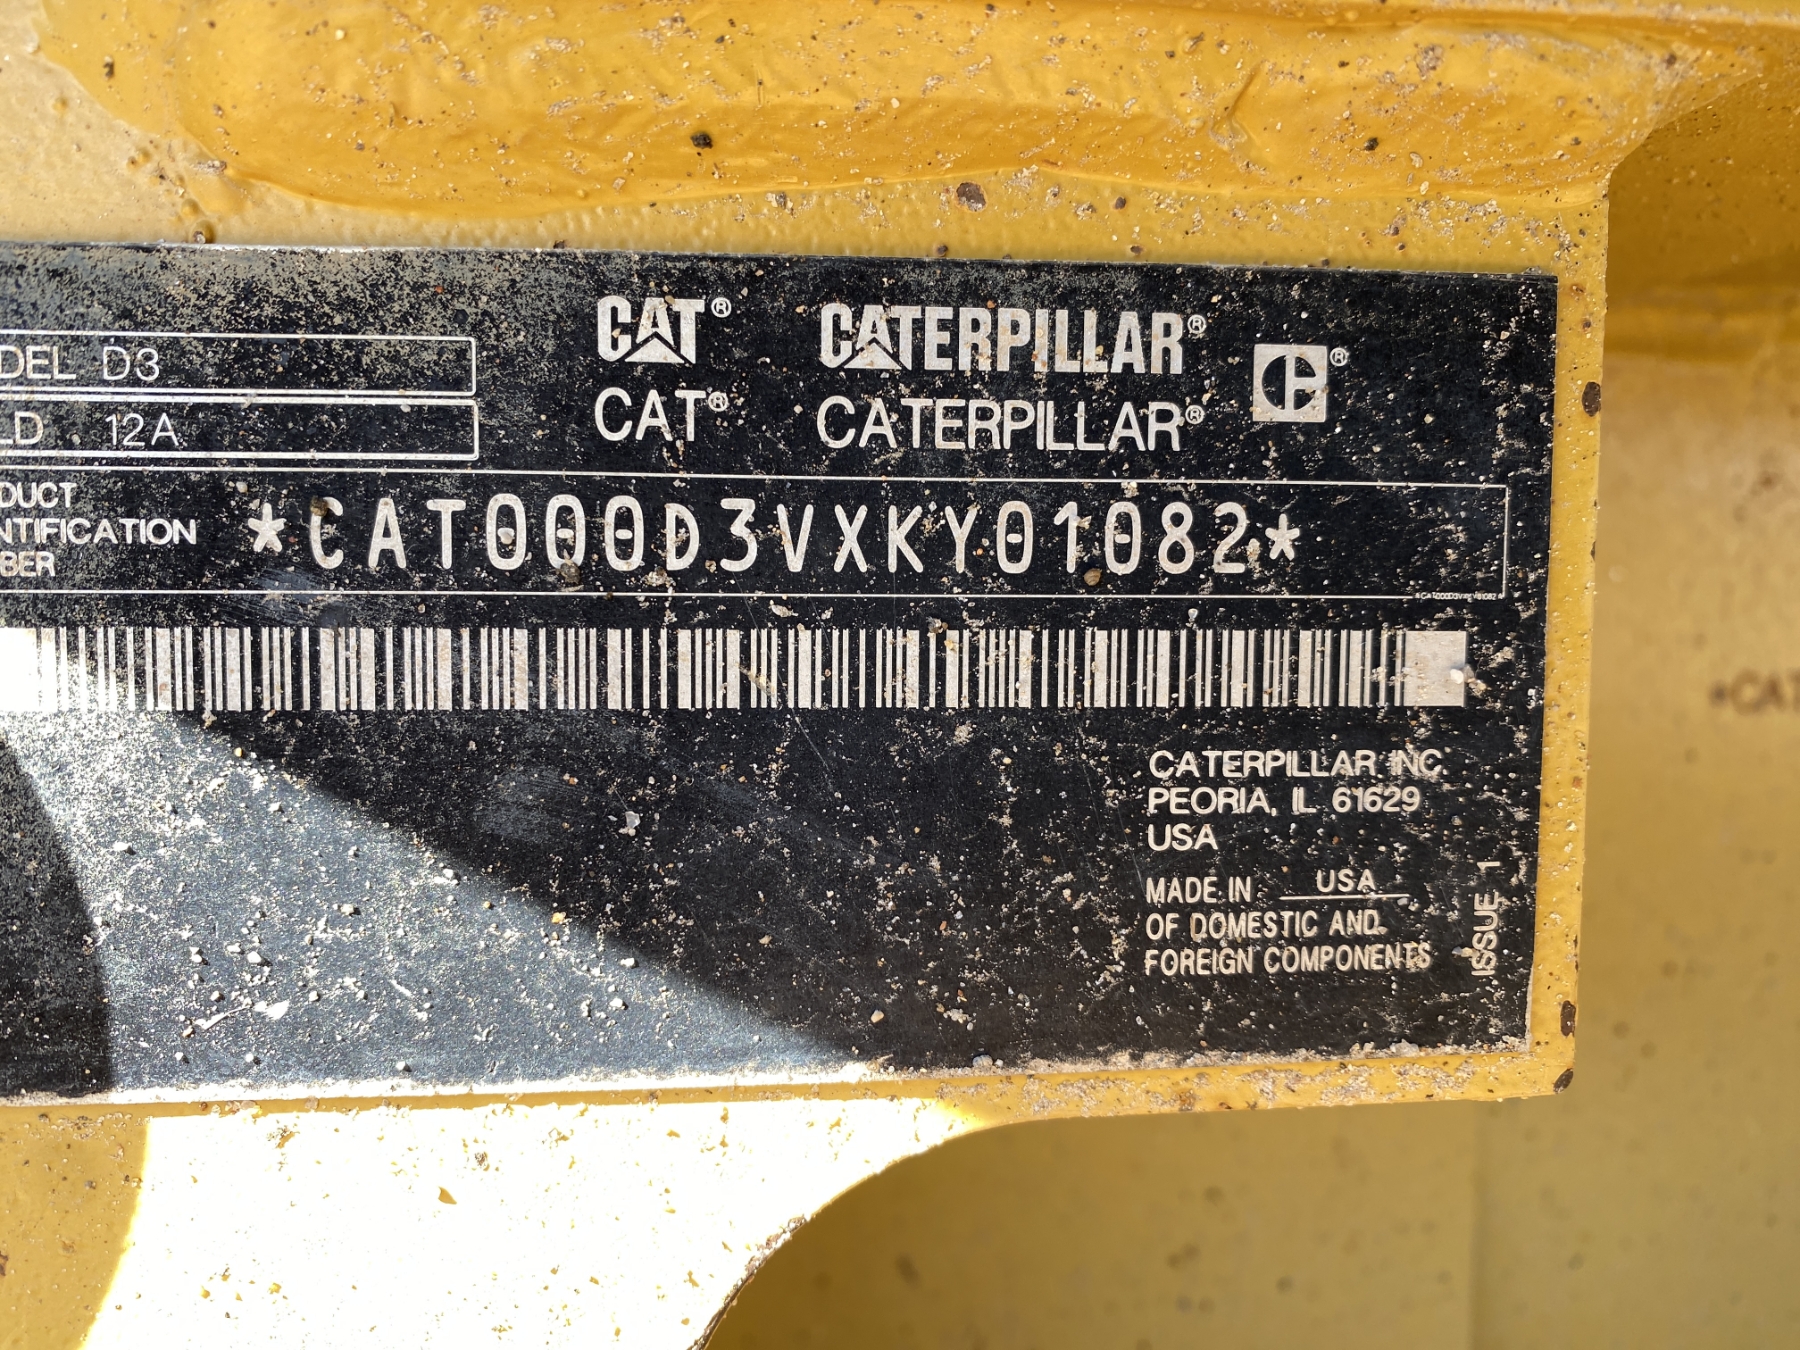 CAT® CATERPILLAR® ®
DEL D3
CAT® CATERPILLAR®
LD 12A
DUCT
NTIFICATION
BER
*CAT000D3VXKY01082*
CATERPILLAR INC.
PEORIA, IL 61629
USA
MADE IN USA
OF DOMESTIC AND
FOREIGN COMPONENTS
ISSUE 1
*CAT